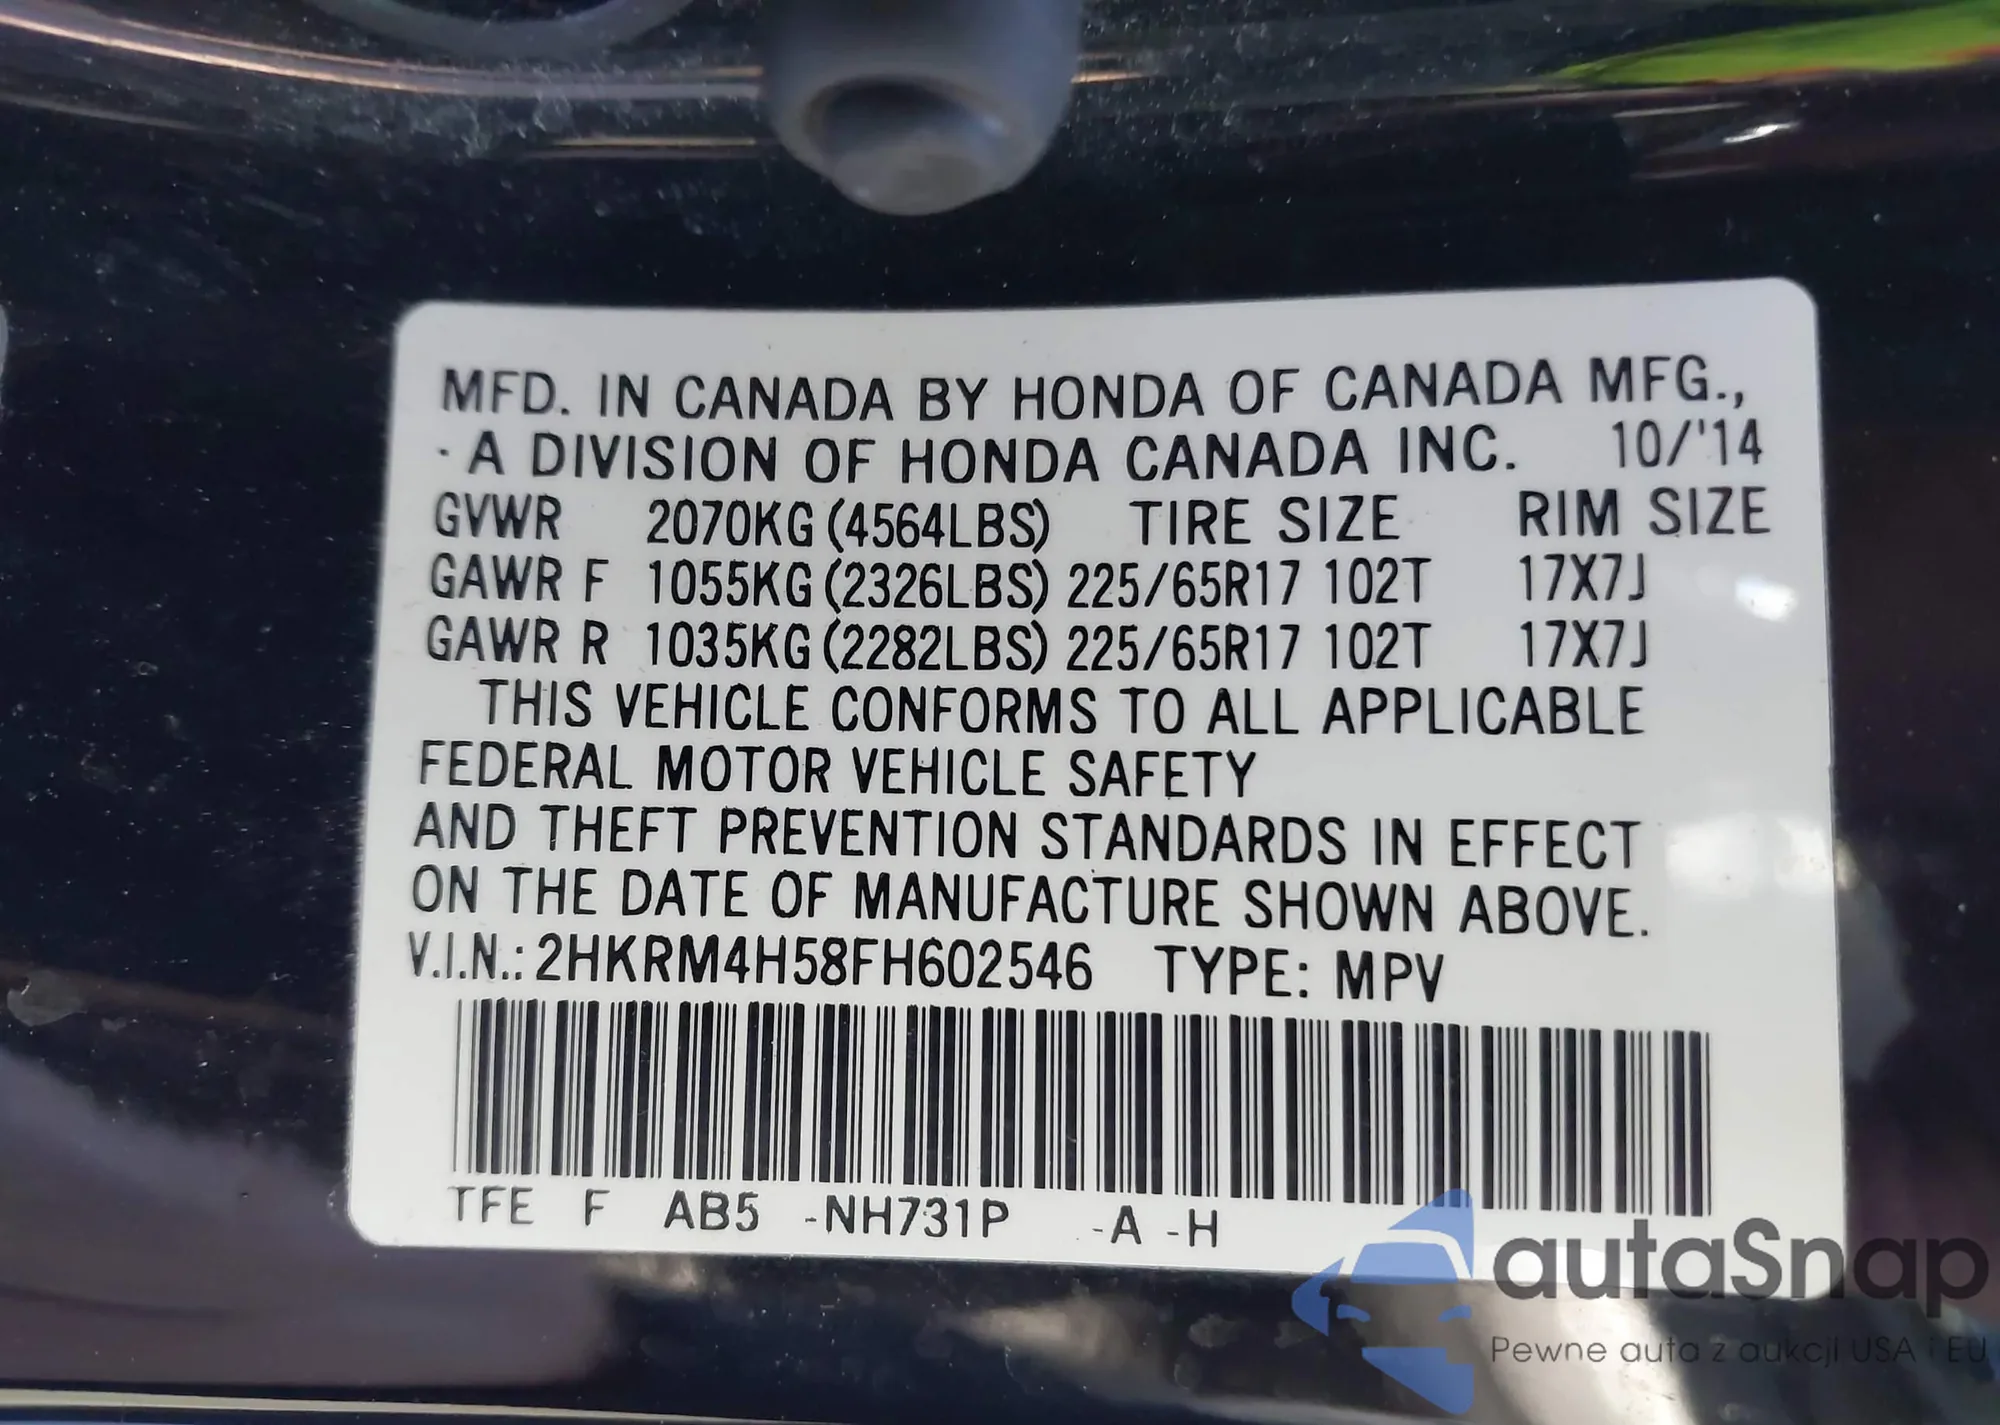 MFD. IN CANADA BY HONDA OF CANADA MFG.,
· A DIVISION OF HONDA CANADA INC. 10/'14
GVWR 2070KG (4564LBS) TIRE SIZE RIM SIZE
GAWR F 1055KG (2326LBS) 225/65R17 102T 17X7J
GAWR R 1035KG (2282LBS) 225/65R17 102T 17X7J
THIS VEHICLE CONFORMS TO ALL APPLICABLE
FEDERAL MOTOR VEHICLE SAFETY
AND THEFT PREVENTION STANDARDS IN EFFECT
ON THE DATE OF MANUFACTURE SHOWN ABOVE.
V.I.N.: 2HKRM4H58FH602546 TYPE: MPV
TFE F AB5 -NH731P -A -H
autaSnap
Pewne auta z aukcji USA i EU